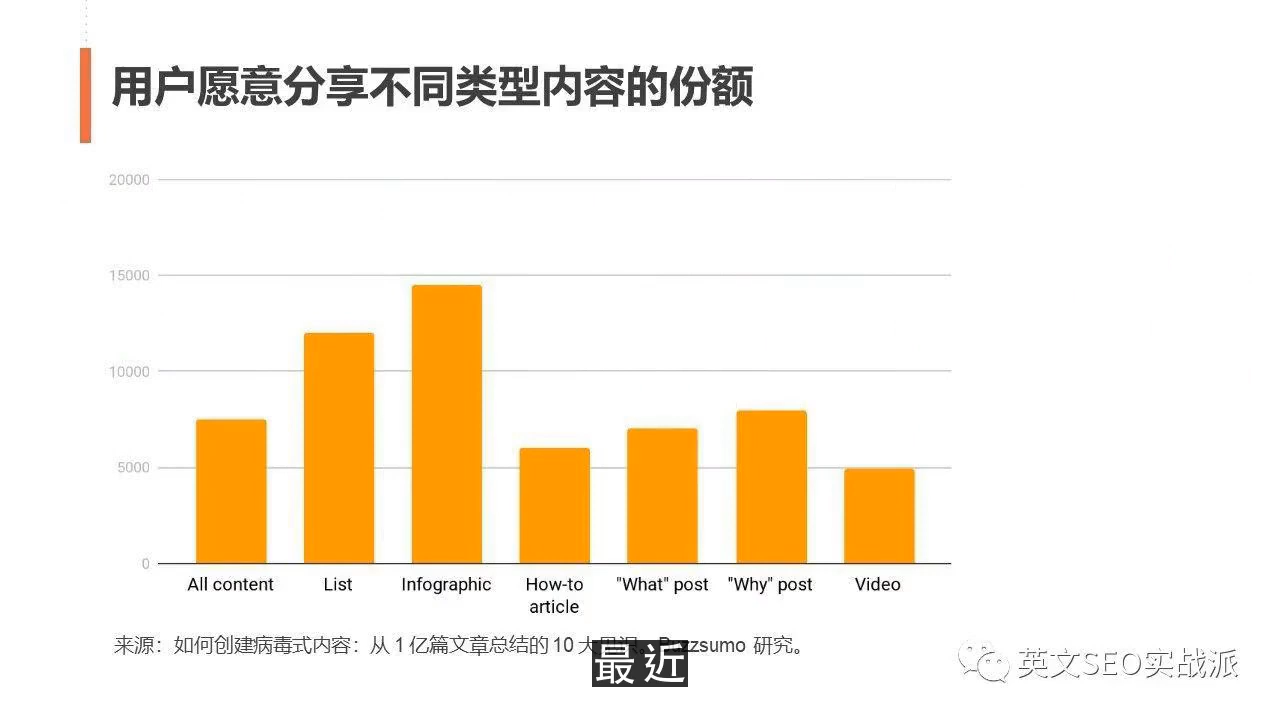 用户愿意分享不同类型内容的份额
20000
15000
10000
5000
0
All content
List
Infographic
How-to
article
"What" post
"Why" post
Video
来源：如何创建病毒式内容：从 1 亿篇文章总结的 10 大 研究。
最近
英文SEO实战派